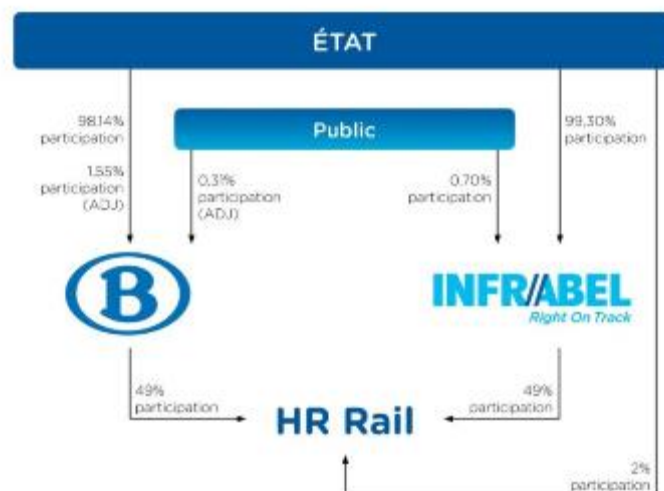 ÉTAT
98.14%
participation
1.55%
participation
(ADJ)
Public
99,30%
participation
0,31%
participation
(ADJ)
0.70%
participation
B
INFRABEL
Right On Track
49%
participation
49%
participation
HR Rail
2%
participation